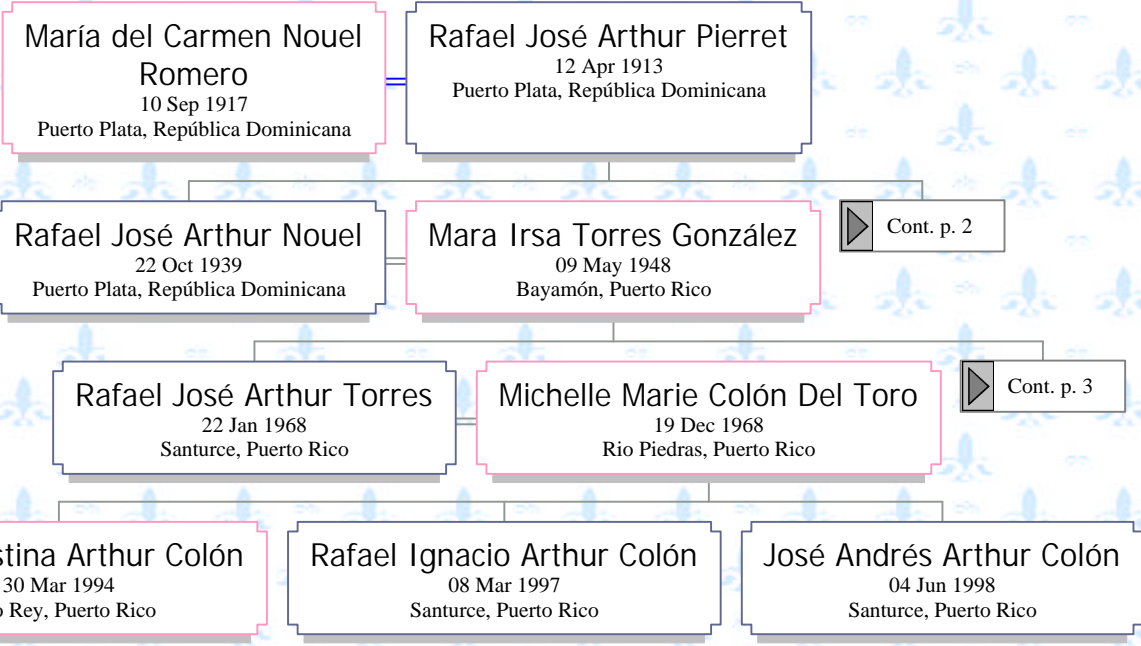 María del Carmen Nouel
Romero
10 Sep 1917
Puerto Plata, República Dominicana
Rafael José Arthur Pierret
12 Apr 1913
Puerto Plata, República Dominicana
Rafael José Arthur Nouel
22 Oct 1939
Puerto Plata, República Dominicana
Mara Irsa Torres González
09 May 1948
Bayamón, Puerto Rico
Cont. p. 2
Rafael José Arthur Torres
22 Jan 1968
Santurce, Puerto Rico
Michelle Marie Colón Del Toro
19 Dec 1968
Rio Piedras, Puerto Rico
Cont. p. 3
Arthur Colón
30 Mar 1994
Rey, Puerto Rico
Rafael Ignacio Arthur Colón
08 Mar 1997
Santurce, Puerto Rico
José Andrés Arthur Colón
04 Jun 1998
Santurce, Puerto Rico